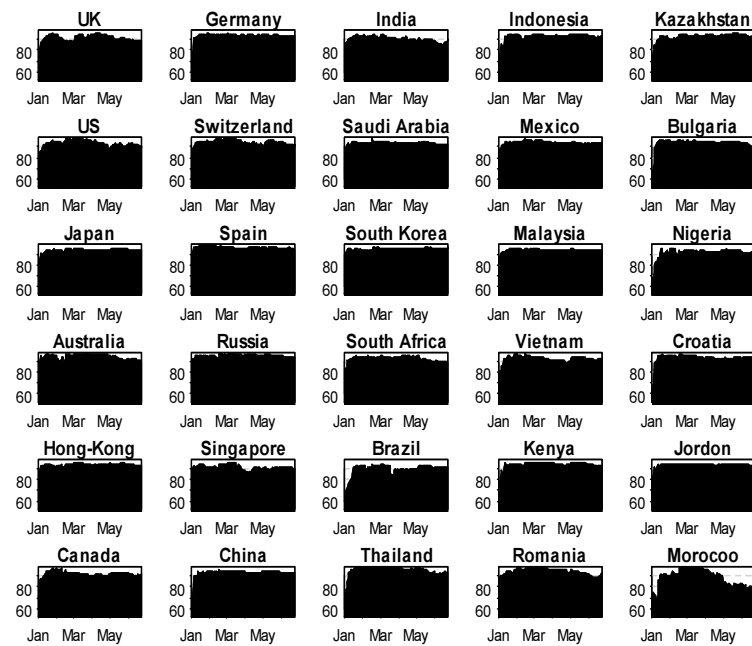 UK Germany India Indonesia Kazakhstan
80 80 80 80 80
60 60 60 60 60
Jan Mar May Jan Mar May Jan Mar May Jan Mar May Jan Mar May
US Switzerland Saudi Arabia Mexico Bulgaria
80 80 80 80 80
60 60 60 60 60
Jan Mar May Jan Mar May Jan Mar May Jan Mar May Jan Mar May
Japan Spain South Korea Malaysia Nigeria
80 80 80 80 80
60 60 60 60 60
Jan Mar May Jan Mar May Jan Mar May Jan Mar May Jan Mar May
Australia Russia South Africa Vietnam Croatia
80 80 80 80 80
60 60 60 60 60
Jan Mar May Jan Mar May Jan Mar May Jan Mar May Jan Mar May
Hong-Kong Singapore Brazil Kenya Jordon
80 80 80 80 80
60 60 60 60 60
Jan Mar May Jan Mar May Jan Mar May Jan Mar May Jan Mar May
Canada China Thailand Romania Morocoo
80 80 80 80 80
60 60 60 60 60
Jan Mar May Jan Mar May Jan Mar May Jan Mar May Jan Mar May